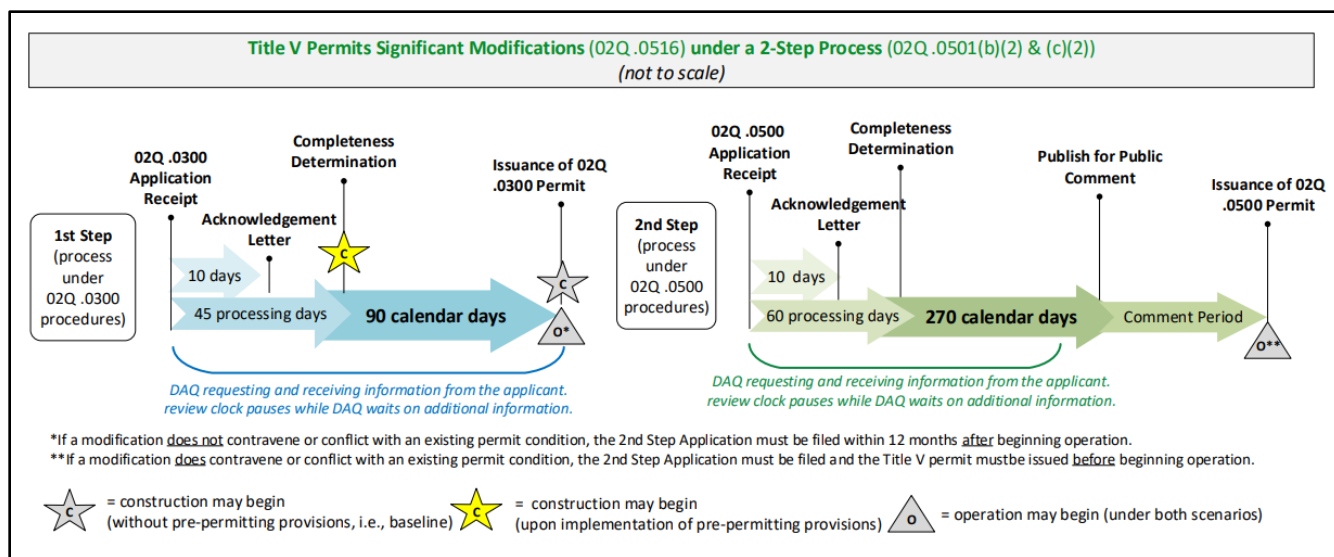 Title V Permits Significant Modifications (02Q .0516) under a 2-Step Process (02Q .0501(b)(2) & (c)(2))
(not to scale)
1st Step
(process
under
02Q .0300
procedures)
02Q .0300
Application
Receipt
Acknowledgement
Letter
Completeness
Determination
Issuance of 02Q
.0300 Permit
C
C
10 days
45 processing days
90 calendar days
O*
DAQ requesting and receiving information from the applicant.
review clock pauses while DAQ waits on additional information.
2nd Step
(process
under
02Q .0500
procedures)
02Q .0500
Application
Receipt
Acknowledgement
Letter
Completeness
Determination
Publish for Public
Comment
Issuance of 02Q
.0500 Permit
10 days
60 processing days
270 calendar days
Comment Period
O**
DAQ requesting and receiving information from the applicant.
review clock pauses while DAQ waits on additional information.
*If a modification does not contravene or conflict with an existing permit condition, the 2nd Step Application must be filed within 12 months after beginning operation.
**If a modification does contravene or conflict with an existing permit condition, the 2nd Step Application must be filed and the Title V permit mustbe issued before beginning operation.
C
= construction may begin
(without pre-permitting provisions, i.e., baseline)
C
= construction may begin
(upon implementation of pre-permitting provisions)
O
= operation may begin (under both scenarios)